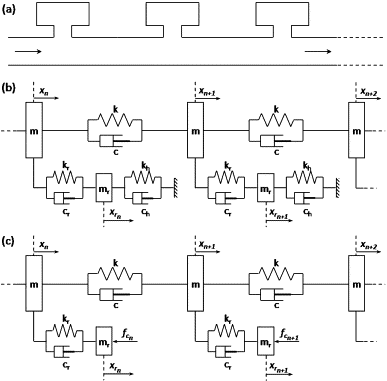 (a)
(b)
xn xn+1 xn+2
k k
m m m
c c
kr kh kr kh
mr mr
cr ch cr ch
xrn xrn+1
(c)
xn xn+1 xn+2
k k
m m m
c c
kr fcn kr fcn+1
mr mr
cr cr
xrn xrn+1